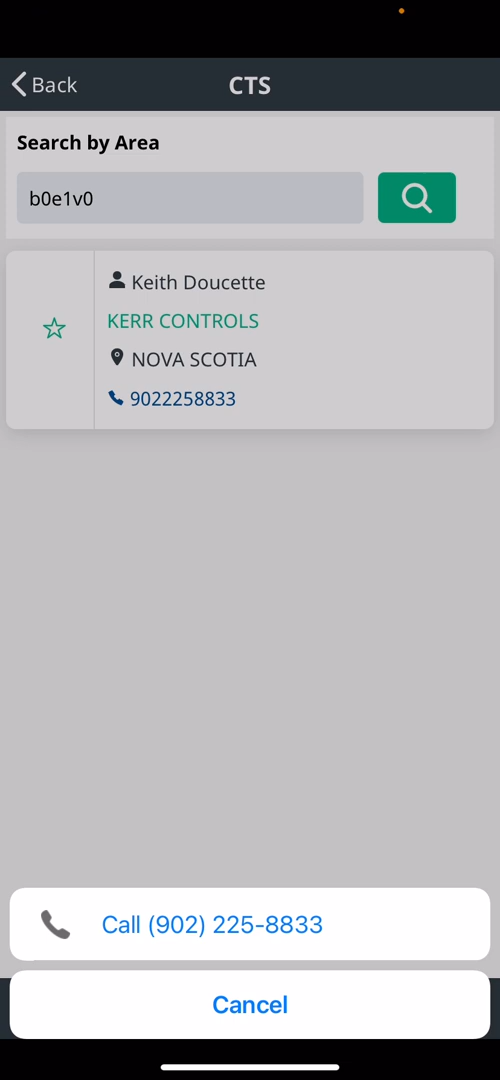 Back
CTS
Search by Area
b0e1v0
Keith Doucette
KERR CONTROLS
NOVA SCOTIA
9022258833
Call (902) 225-8833
Cancel